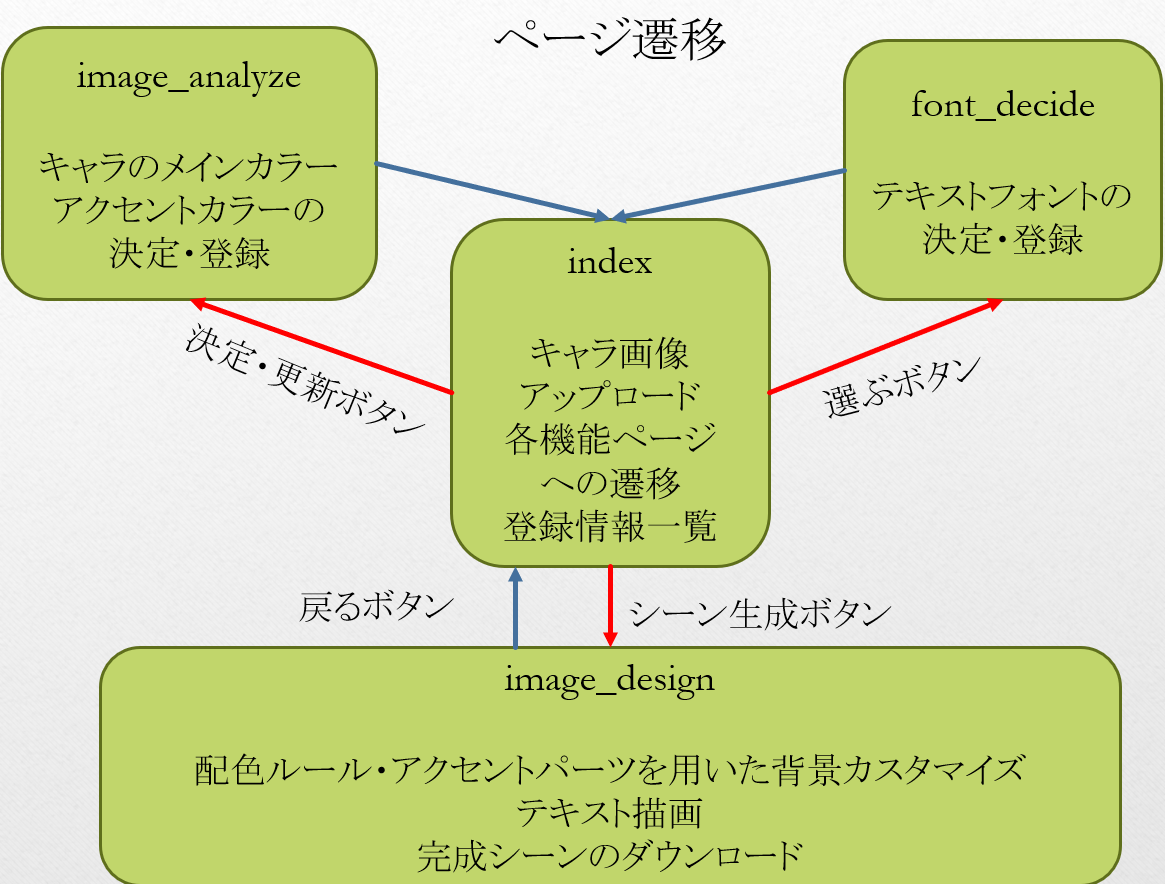 ページ遷移
image_analyze
キャラのメインカラー
アクセントカラーの
決定・登録
font_decide
テキストフォントの
決定・登録
index
キャラ画像
アップロード
各機能ページ
への遷移
登録情報一覧
決定・更新ボタン
選ぶボタン
戻るボタン
シーン生成ボタン
image_design
配色ルール・アクセントパーツを用いた背景カスタマイズ
テキスト描画
完成シーンのダウンロード